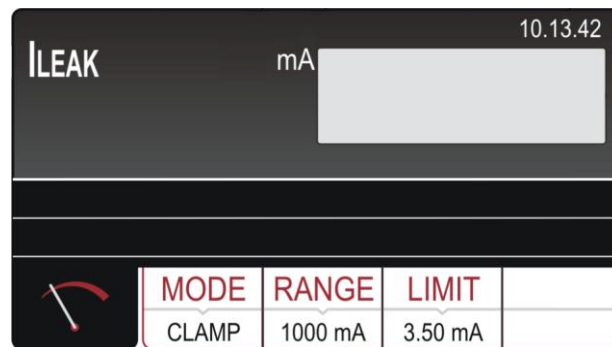 10.13.42
ILEAK mA
MODE RANGE LIMIT
CLAMP 1000 mA 3.50 mA